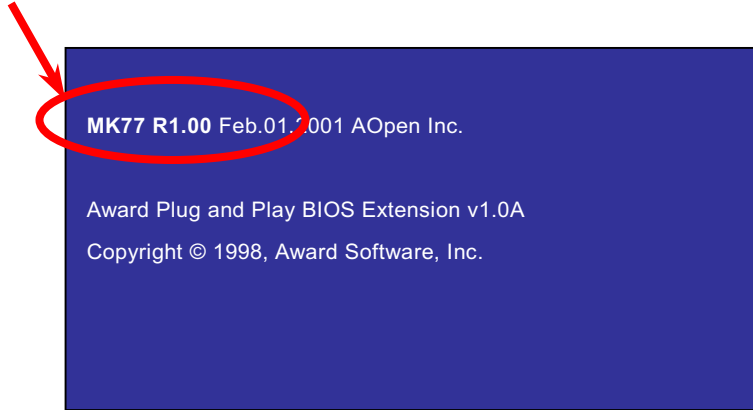 MK77 R1.00 Feb.01.2001 AOpen Inc.
Award Plug and Play BIOS Extension v1.0A
Copyright © 1998, Award Software, Inc.